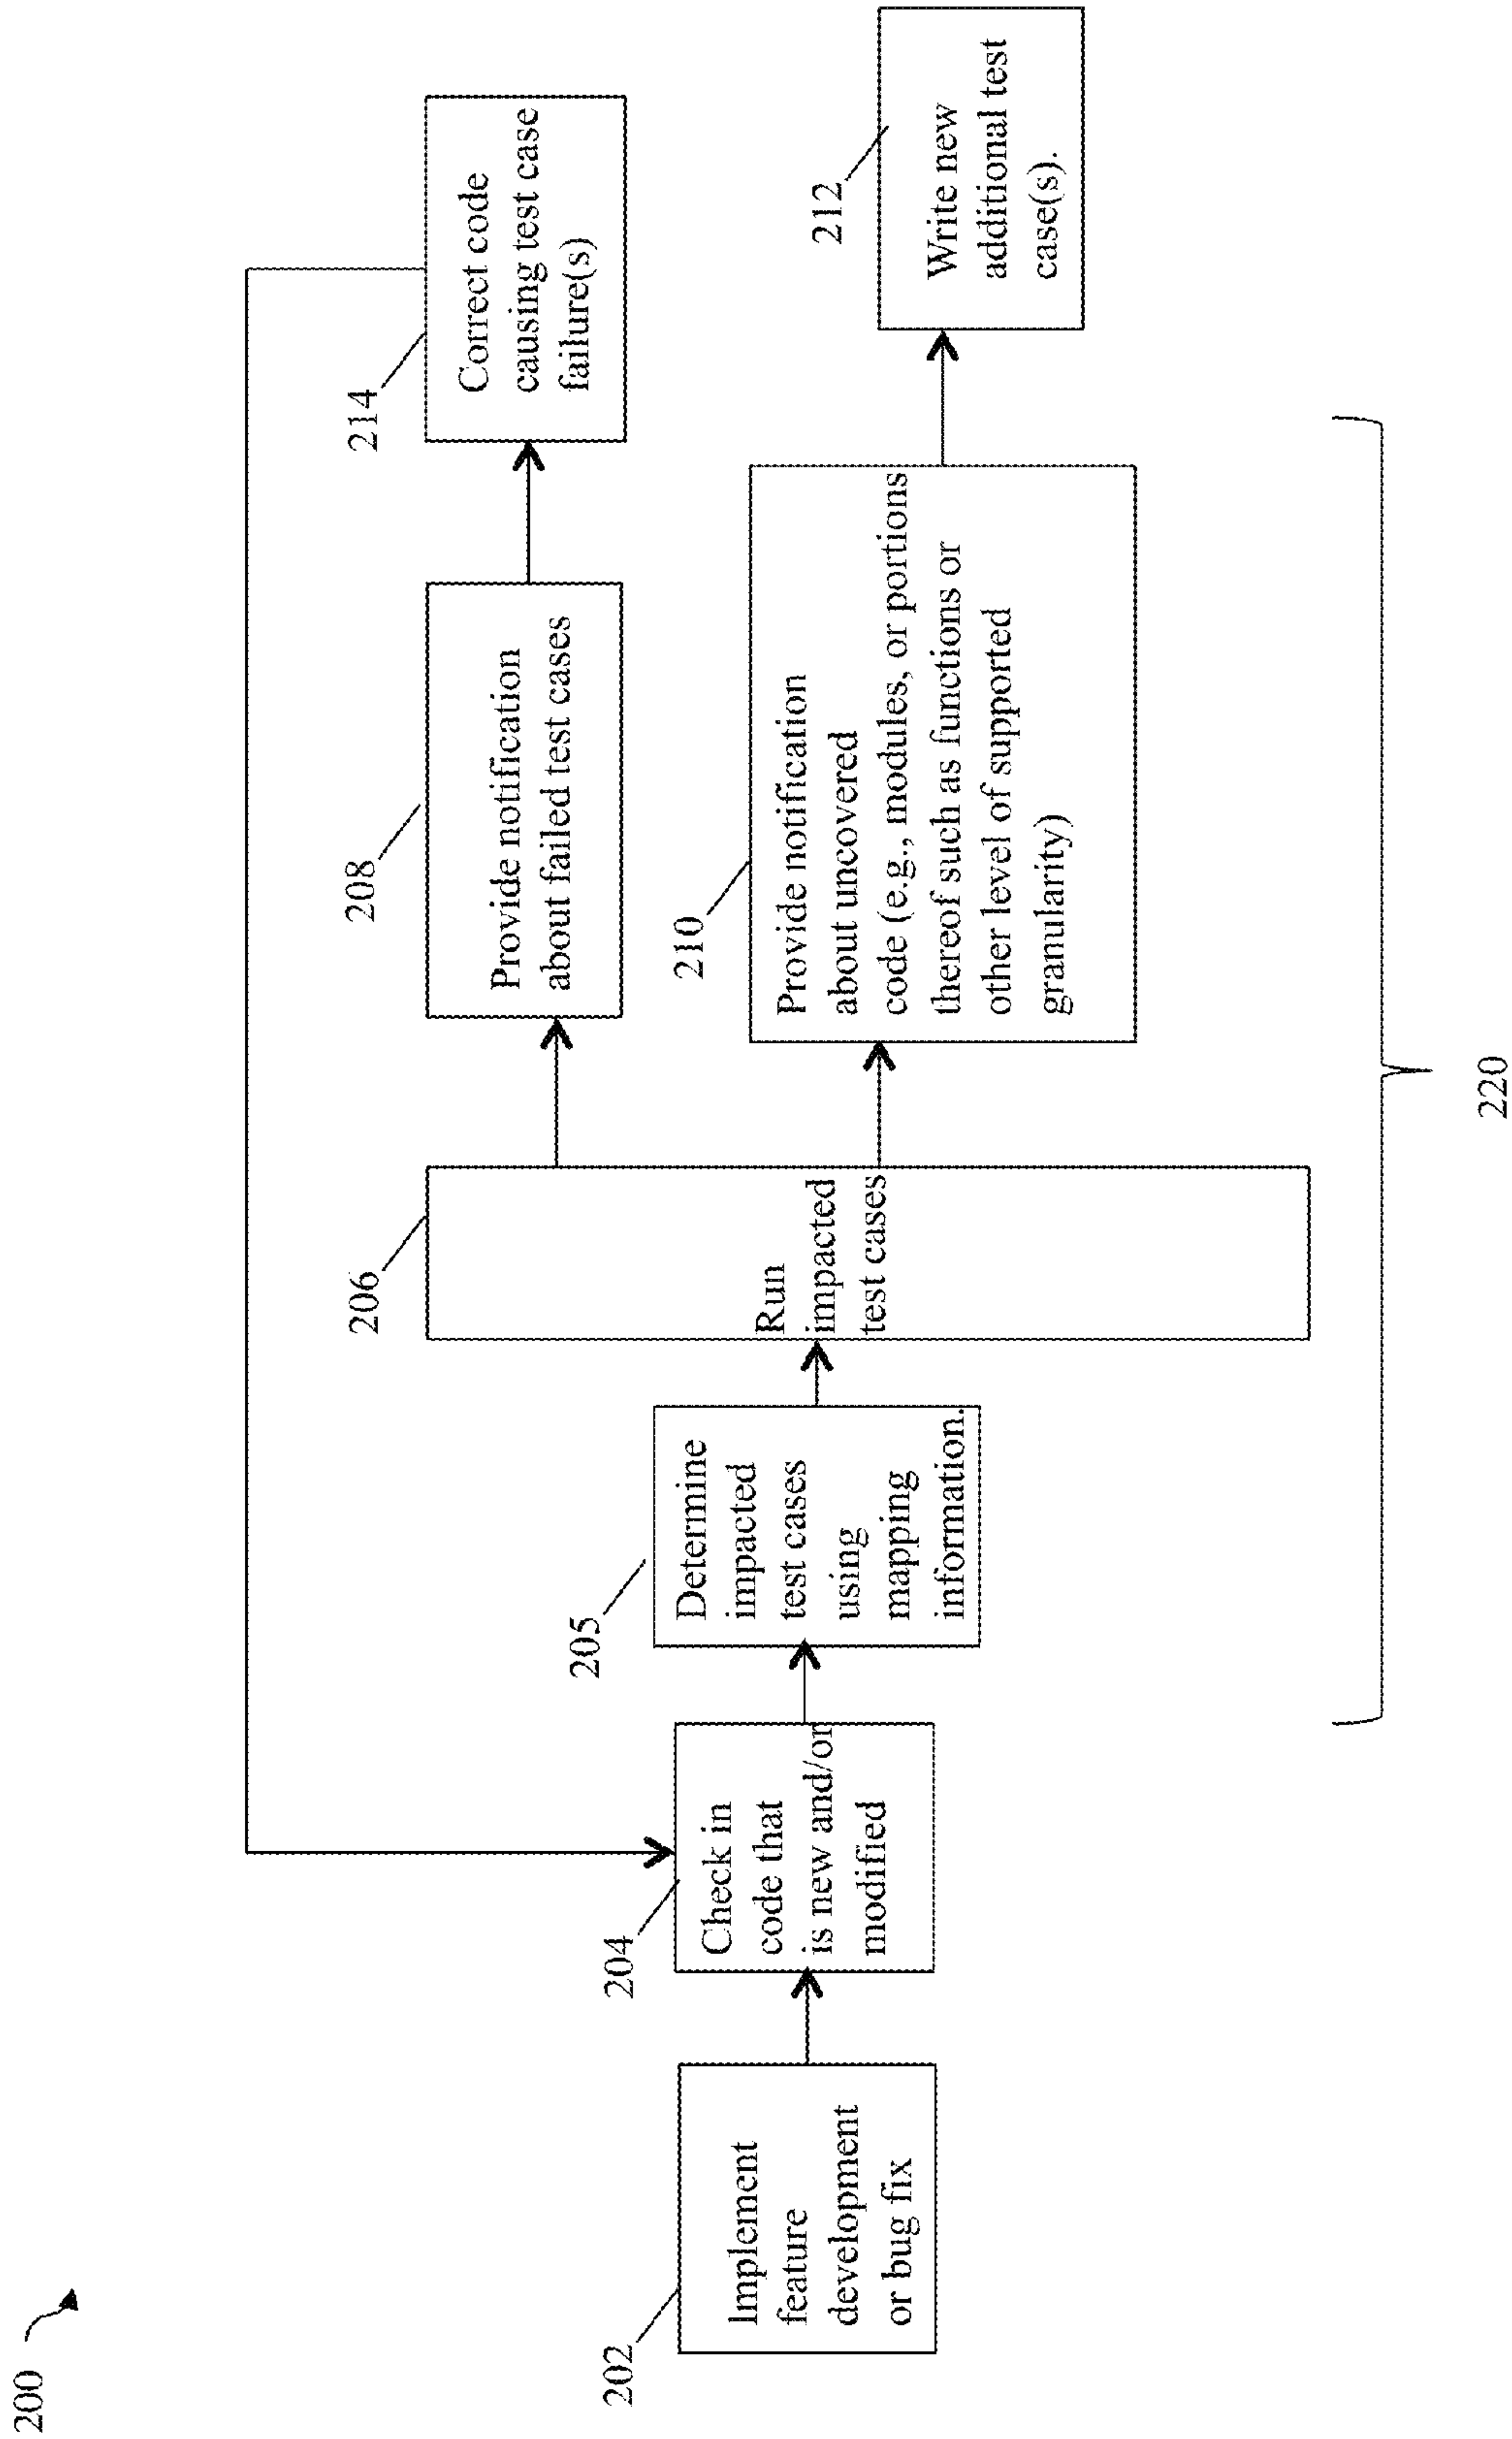 200
202
Implement
feature
development
or bug fix
204
Check in
code that
is new and/or
modified
205
Determine
impacted
test cases
using
mapping
information.
206
Run
impacted
test cases
208
Provide notification
about failed test cases
214
Correct code
causing test case
failure(s)
210
Provide notification
about uncovered
code (e.g., modules, or portions
thereof such as functions or
other level of supported
granularity)
212
Write new
additional test
case(s).
220